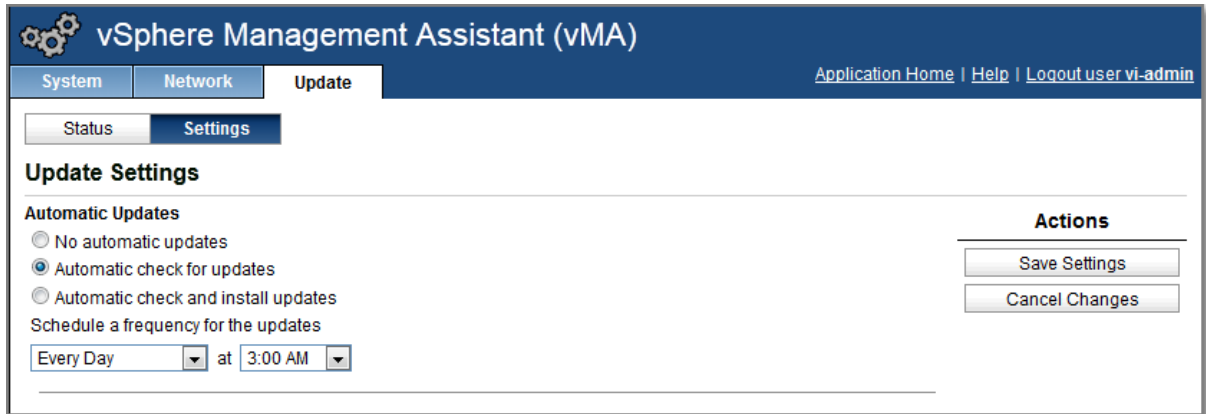 vSphere Management Assistant (vMA)
System Network Update Application Home | Help | Logout user vi-admin
Status Settings
Update Settings
Automatic Updates
No automatic updates
Automatic check for updates
Automatic check and install updates
Schedule a frequency for the updates
Every Day at 3:00 AM
Actions
Save Settings
Cancel Changes